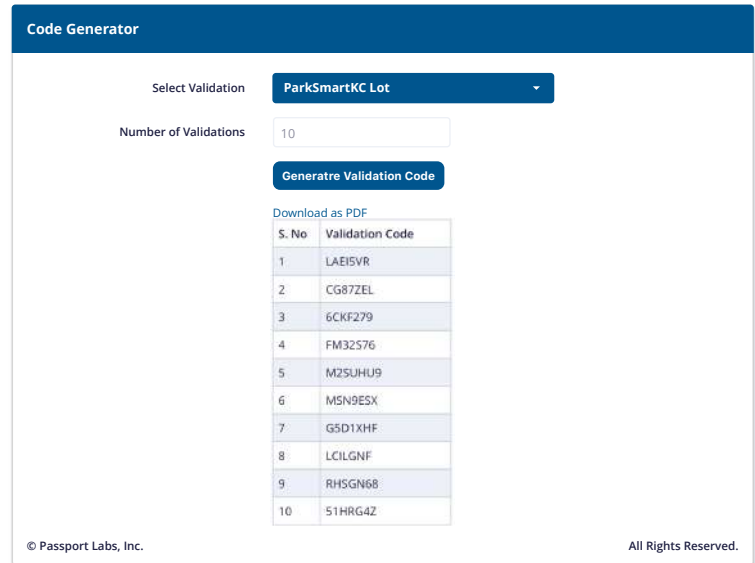 Code Generator
Select Validation ParkSmartKC Lot
Number of Validations 10
Generatre Validation Code
Download as PDF
S. No Validation Code
1 LAEI5VR
2 CG87ZEL
3 6CKF279
4 FM32S76
5 M2SUHU9
6 MSN9ESX
7 G5D1XHF
8 LCILGNF
9 RHSGN68
10 51HRG4Z
© Passport Labs, Inc. All Rights Reserved.